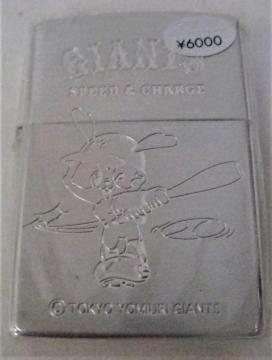 ¥6000
GIANTS
SPEED & CHARGE
© TOKYO YOMIURI GIANTS